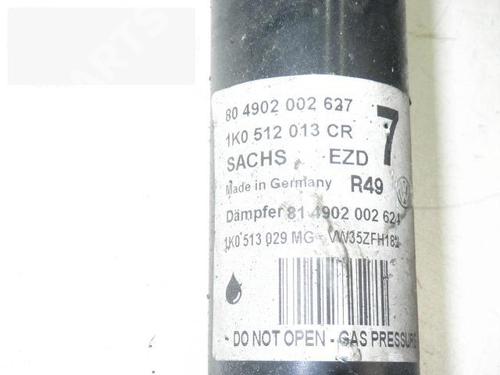 80 4902 002 627
1K0 512 013 CR 7
SACHS EZD
Made in Germany R49
Dämpfer 81 4902 002 624
1K0 513 029 MG - VW35ZFH182
- DO NOT OPEN - GAS PRESSURE